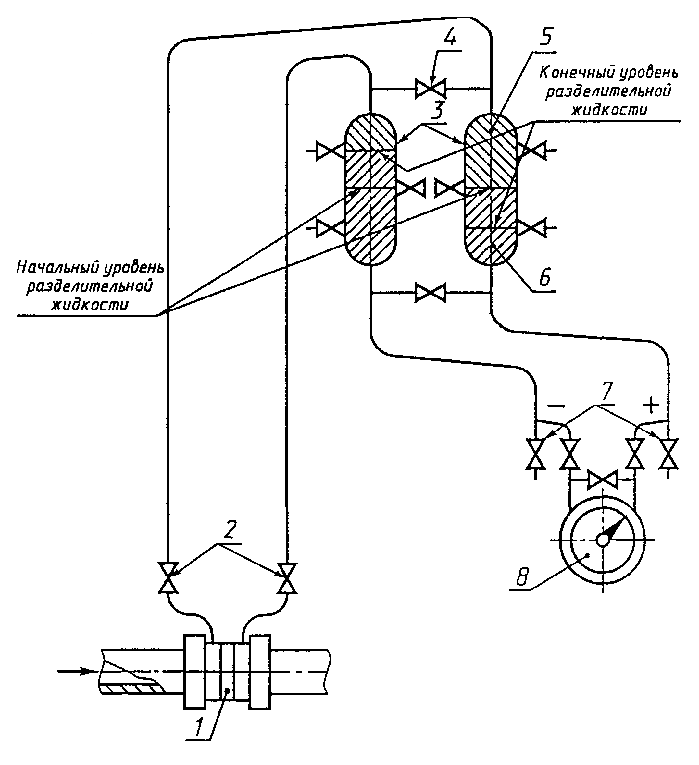 4
5
Конечный уровень
разделительной
жидкости
3
Начальный уровень
разделительной
жидкости
6
− 7 +
2
8
1